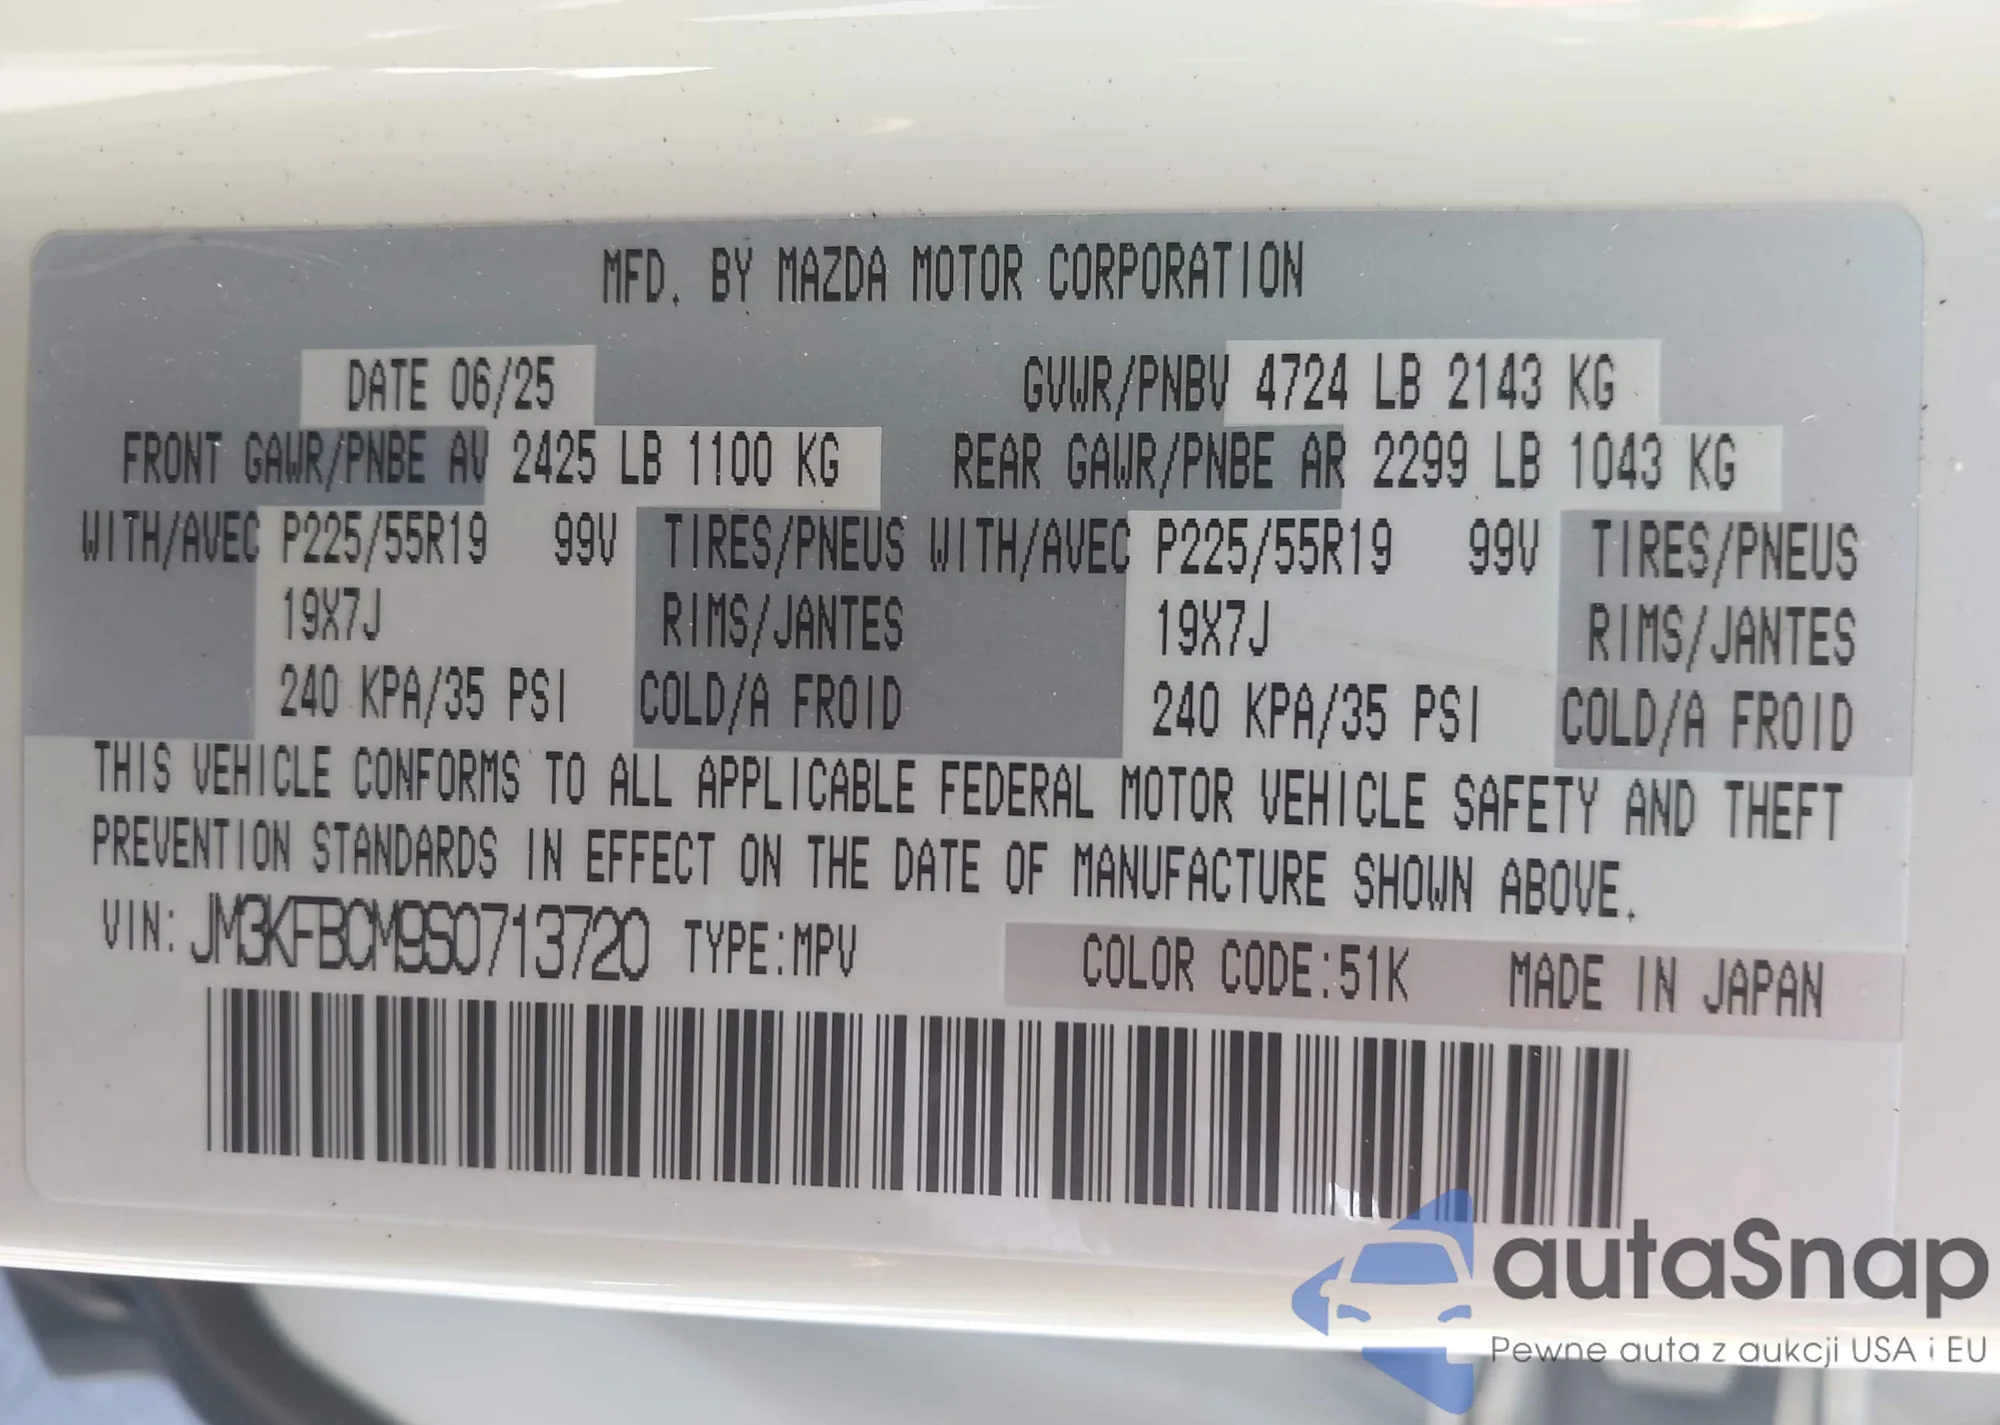 MFD. BY MAZDA MOTOR CORPORATION
DATE 06/25 GVWR/PNBV 4724 LB 2143 KG
FRONT GAWR/PNBE AV 2425 LB 1100 KG REAR GAWR/PNBE AR 2299 LB 1043 KG
WITH/AVEC P225/55R19 99V TIRES/PNEUS WITH/AVEC P225/55R19 99V TIRES/PNEUS
19X7J RIMS/JANTES 19X7J RIMS/JANTES
240 KPA/35 PSI COLD/A FROID 240 KPA/35 PSI COLD/A FROID
THIS VEHICLE CONFORMS TO ALL APPLICABLE FEDERAL MOTOR VEHICLE SAFETY AND THEFT
PREVENTION STANDARDS IN EFFECT ON THE DATE OF MANUFACTURE SHOWN ABOVE.
VIN: JM3KFBCM9S0713720 TYPE:MPV COLOR CODE:51K MADE IN JAPAN
autaSnap
Pewne auta z aukcji USA i EU